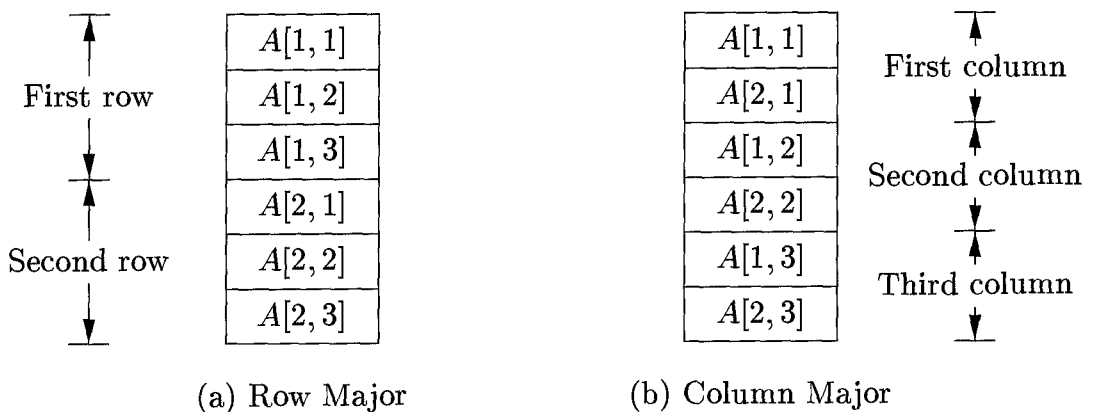 First row
Second row
A[1, 1]
A[1, 2]
A[1, 3]
A[2, 1]
A[2, 2]
A[2, 3]
(a) Row Major
A[1, 1]
A[2, 1]
A[1, 2]
A[2, 2]
A[1, 3]
A[2, 3]
First column
Second column
Third column
(b) Column Major